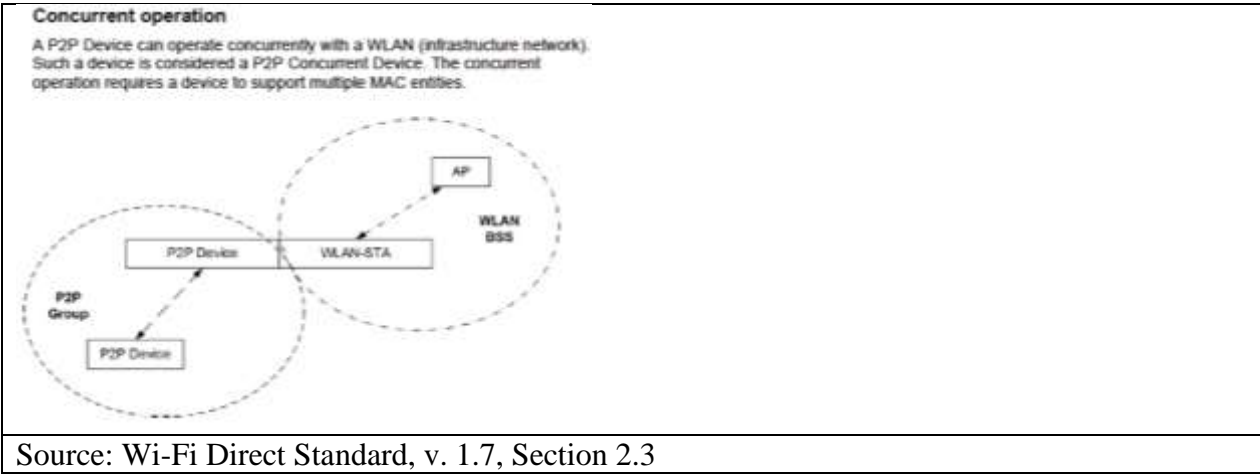 Concurrent operation
A P2P Device can operate concurrently with a WLAN (infrastructure network).
Such a device is considered a P2P Concurrent Device. The concurrent
operation requires a device to support multiple MAC entities.
AP
WLAN
BSS
P2P Device
WLAN-STA
P2P
Group
P2P Device
Source: Wi-Fi Direct Standard, v. 1.7, Section 2.3